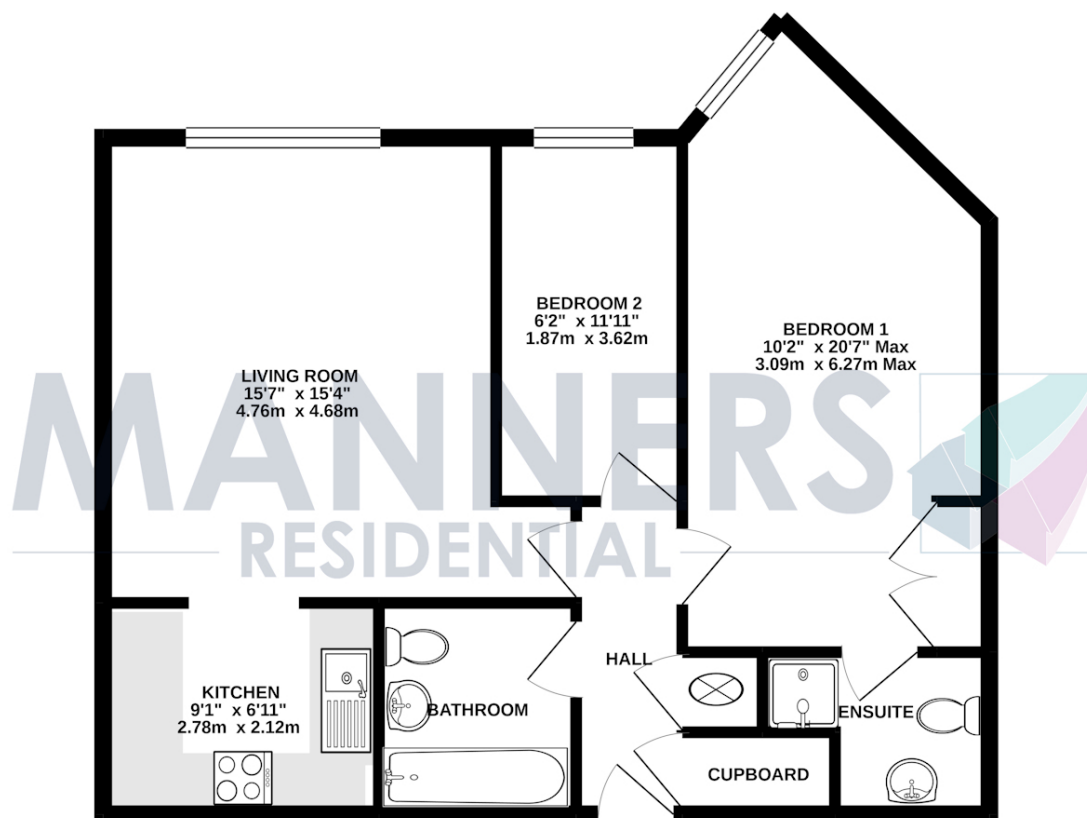 BEDROOM 2
6'2" x 11'11"
1.87m x 3.62m
BEDROOM 1
10'2" x 20'7" Max
3.09m x 6.27m Max
LIVING ROOM
15'7" x 15'4"
4.76m x 4.68m
MANNERS
RESIDENTIAL
HALL
KITCHEN
9'1" x 6'11"
2.78m x 2.12m
BATHROOM
ENSUITE
CUPBOARD